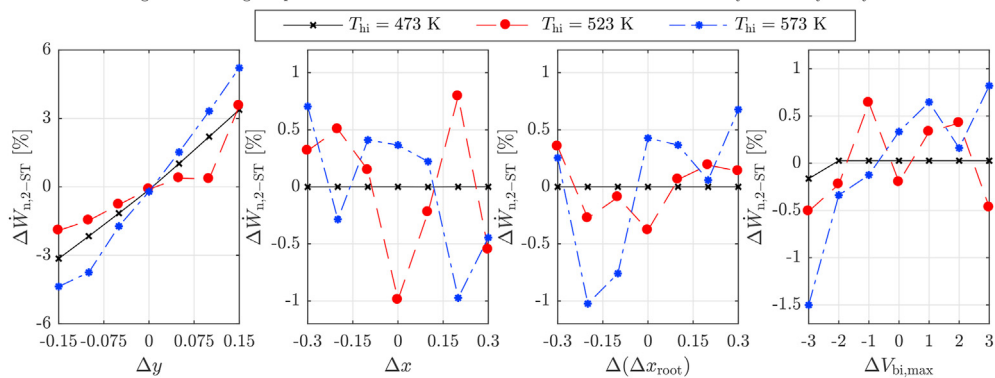 T_hi = 473 K T_hi = 523 K T_hi = 573 K
ΔẆ_n,2−ST [%]
6
3
0
-3
-6
-0.15 -0.075 0 0.075 0.15
Δy
ΔẆ_n,2−ST [%]
1
0.5
0
-0.5
-1
-0.3 -0.15 0 0.15 0.3
Δx
ΔẆ_n,2−ST [%]
1
0.5
0
-0.5
-1
-0.3 -0.15 0 0.15 0.3
Δ(Δx_root)
ΔẆ_n,2−ST [%]
1
0.5
0
-0.5
-1
-1.5
-3 -2 -1 0 1 2 3
ΔV_bi,max